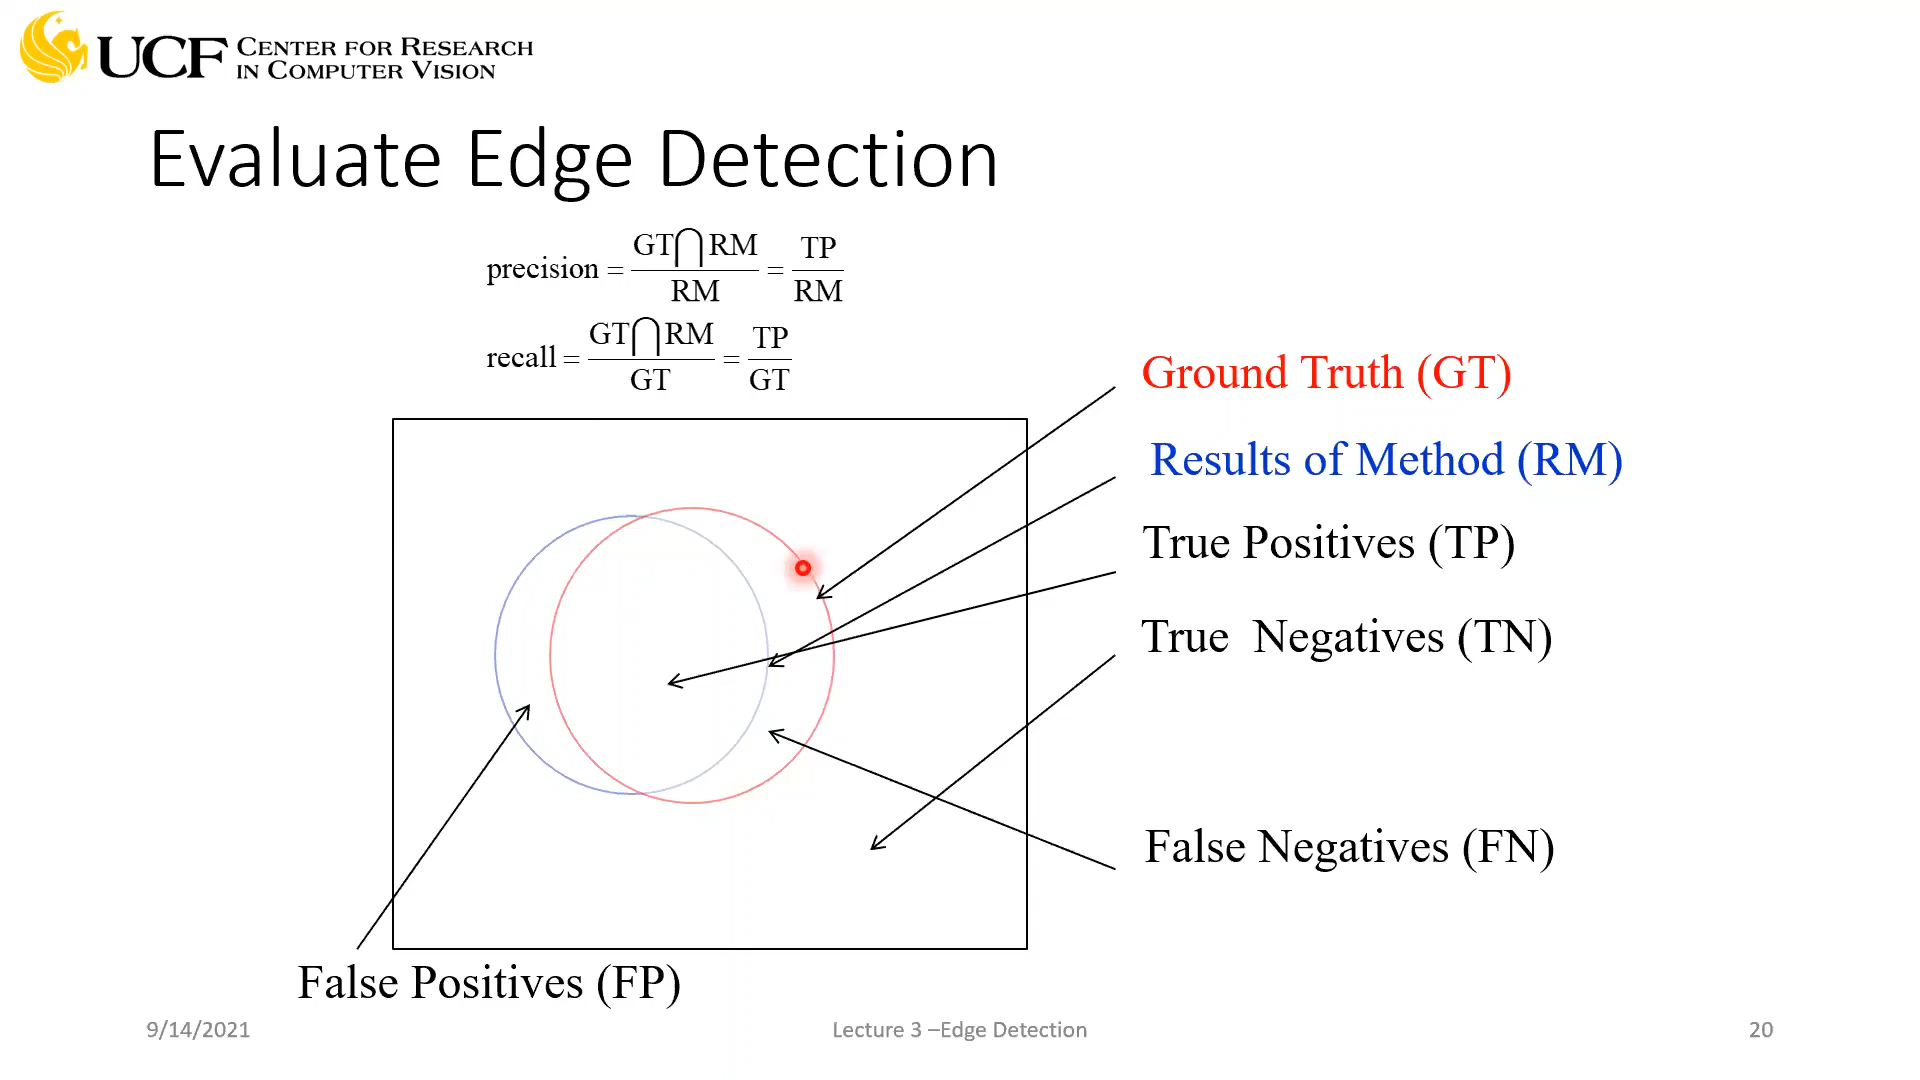 UCF CENTER FOR RESEARCH
IN COMPUTER VISION
Evaluate Edge Detection
precision = GT⋂RM / RM = TP / RM
recall = GT⋂RM / GT = TP / GT
Ground Truth (GT)
Results of Method (RM)
True Positives (TP)
True Negatives (TN)
False Negatives (FN)
False Positives (FP)
9/14/2021
Lecture 3 –Edge Detection
20